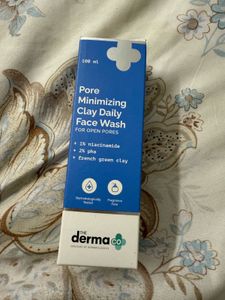 100 ml
Pore
Minimizing
Clay Daily
Face Wash
FOR OPEN PORES
+ 1% niacinamide
+ 2% pha
+ french green clay
Dermatologically
Tested
Fragrance
Free
THE
derma co